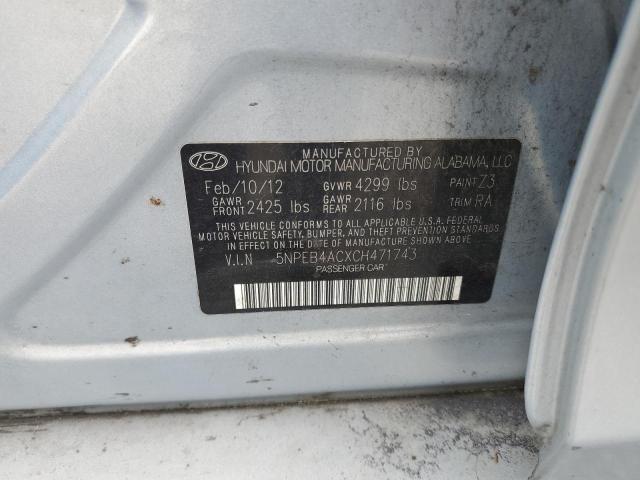 MANUFACTURED BY
HYUNDAI MOTOR MANUFACTURING ALABAMA, LLC
Feb/10/12 GVWR 4299 lbs PAINT Z3
GAWR FRONT 2425 lbs GAWR REAR 2116 lbs TRIM RA
THIS VEHICLE CONFORMS TO ALL APPLICABLE U.S.A. FEDERAL
MOTOR VEHICLE SAFETY, BUMPER, AND THEFT PREVENTION STANDARDS
IN EFFECT ON THE DATE OF MANUFACTURE SHOWN ABOVE.
V.I.N 5NPEB4ACXCH471743
PASSENGER CAR